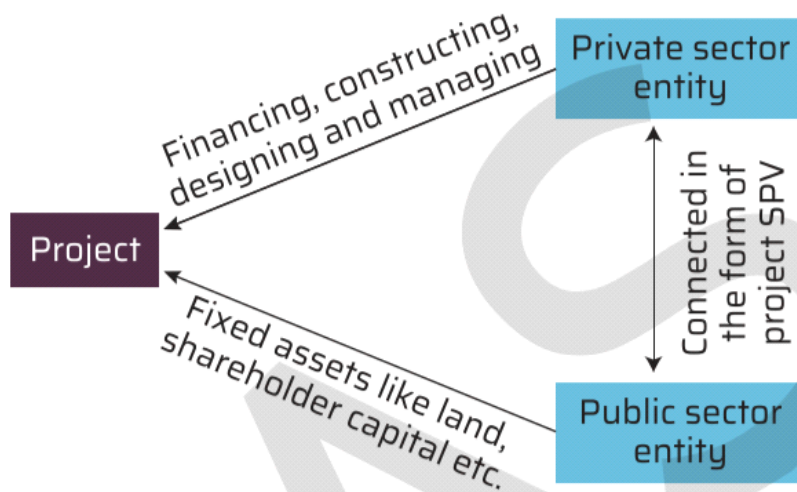 Financing, constructing,
designing and managing
Private sector
entity
Project
Connected in
the form of
project SPV
Fixed assets like land,
shareholder capital etc.
Public sector
entity